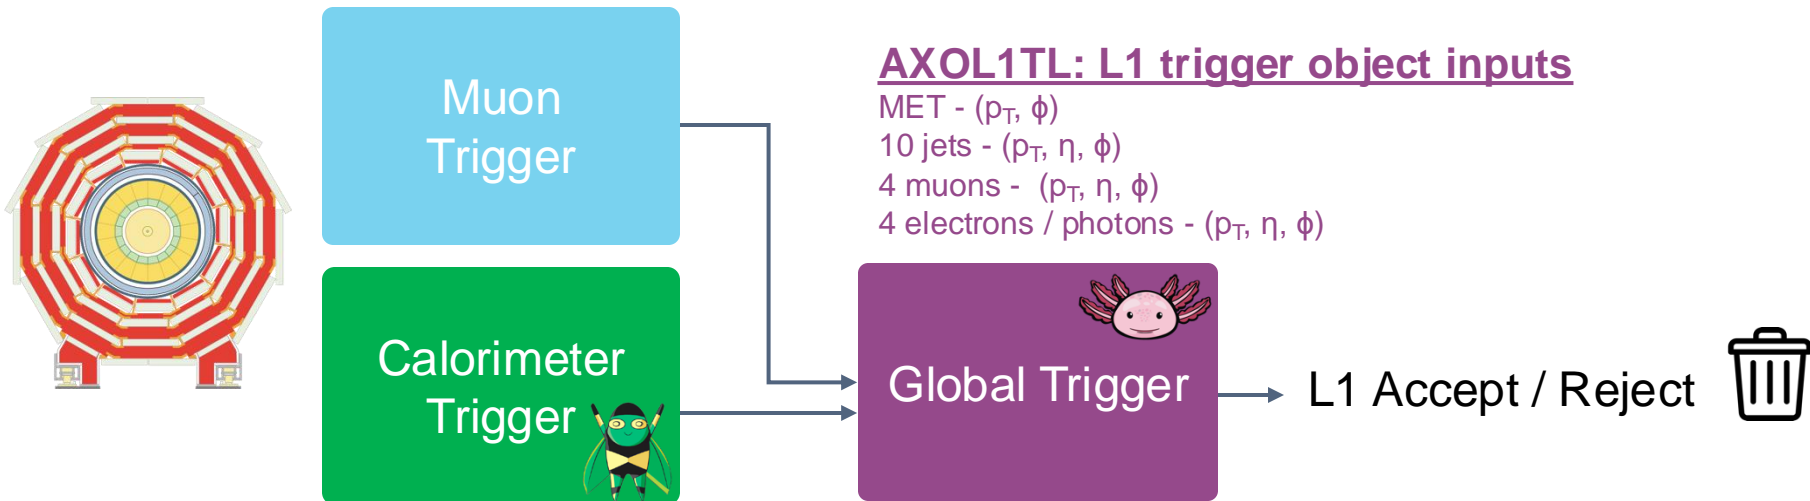 Muon
Trigger
AXOL1TL: L1 trigger object inputs
MET - (pT, ϕ)
10 jets - (pT, η, ϕ)
4 muons -  (pT, η, ϕ)
4 electrons / photons - (pT, η, ϕ)
Calorimeter
Trigger
Global Trigger
L1 Accept / Reject